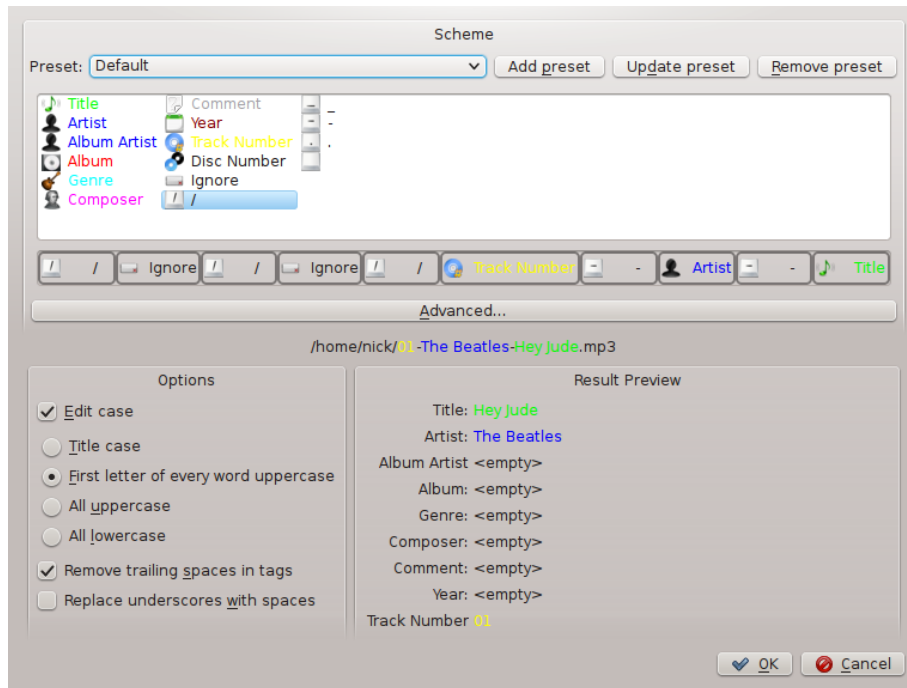 Scheme
Preset: Default Add preset Update preset Remove preset
Title Comment _
Artist Year -
Album Artist Track Number .
Album Disc Number
Genre Ignore
Composer /
/ Ignore / Ignore / Track Number - Artist - Title
Advanced...
/home/nick/01-The Beatles-Hey Jude.mp3
Options
Edit case
Title case
First letter of every word uppercase
All uppercase
All lowercase
Remove trailing spaces in tags
Replace underscores with spaces
Result Preview
Title: Hey Jude
Artist: The Beatles
Album Artist <empty>
Album: <empty>
Genre: <empty>
Composer: <empty>
Comment: <empty>
Year: <empty>
Track Number 01
OK Cancel